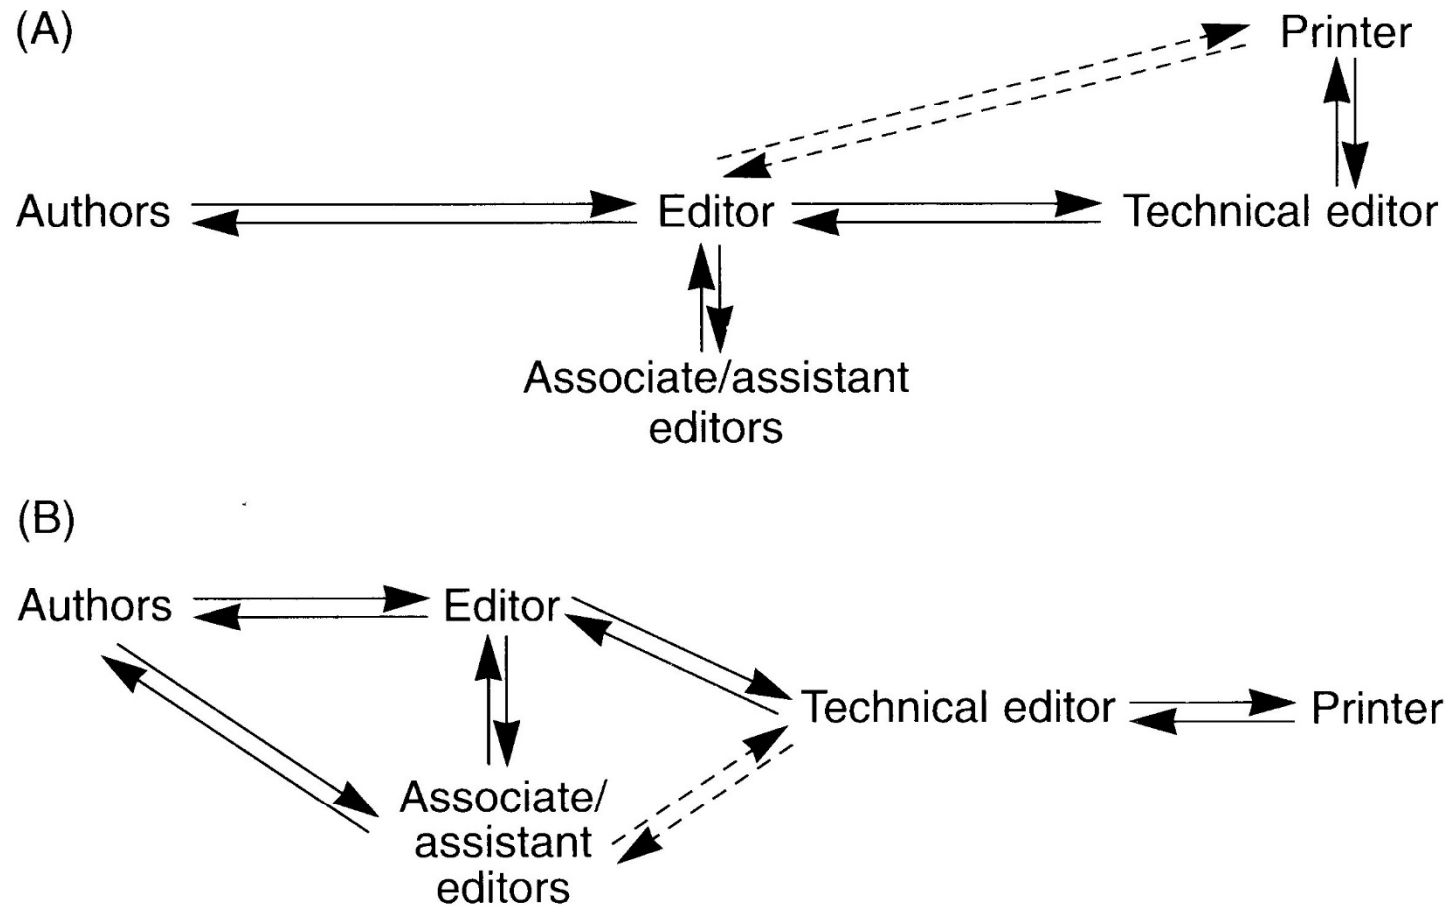 (A)
Printer
Authors
Editor
Technical editor
Associate/assistant
editors
(B)
Authors
Editor
Technical editor
Printer
Associate/
assistant
editors